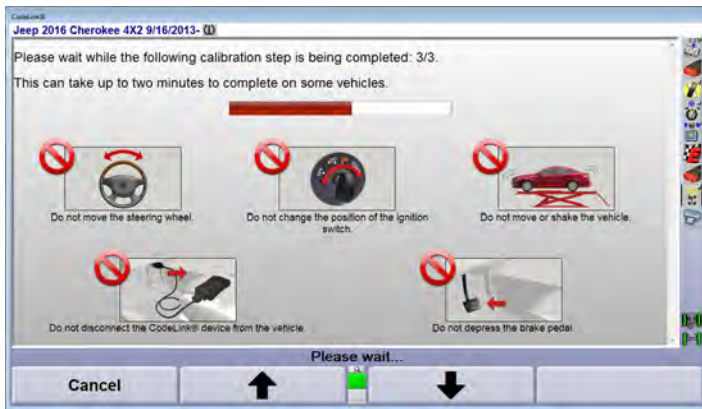 CodeLink®
Jeep 2016 Cherokee 4X2 9/16/2013- (1)
Please wait while the following calibration step is being completed: 3/3.
This can take up to two minutes to complete on some vehicles.
Do not move the steering wheel.
Do not change the position of the ignition
switch.
Do not move or shake the vehicle.
Do not disconnect the CodeLink® device from the vehicle.
Do not depress the brake pedal.
Please wait...
Cancel